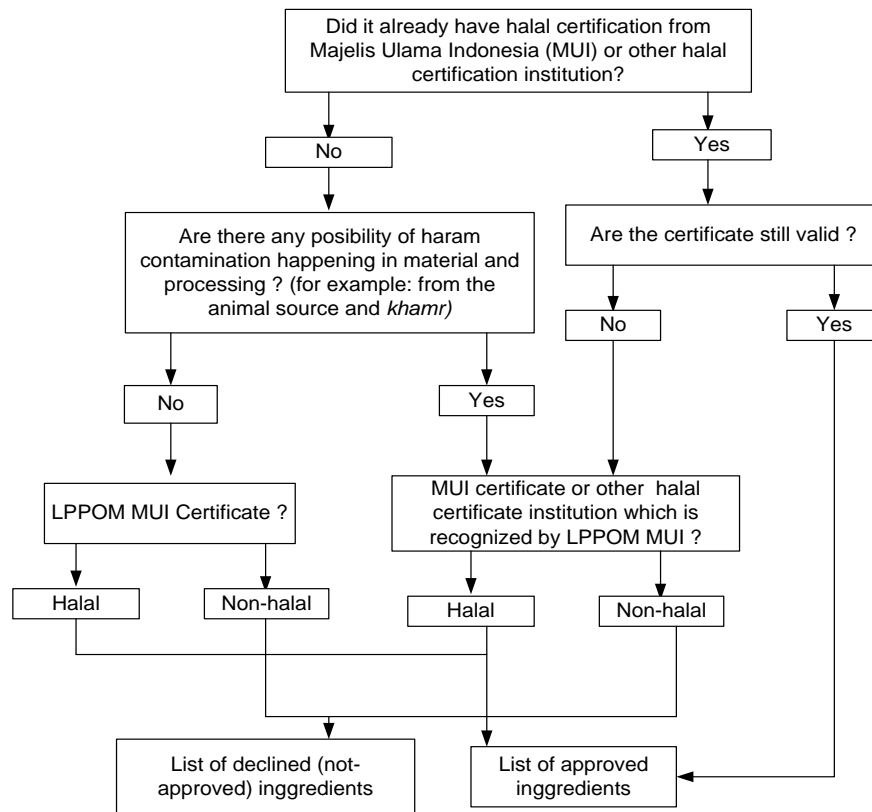 Did it already have halal certification from
Majelis Ulama Indonesia (MUI) or other halal
certification institution?
No
Yes
Are there any posibility of haram
contamination happening in material and
processing ? (for example: from the
animal source and khamr)
Are the certificate still valid ?
No
Yes
No
Yes
LPPOM MUI Certificate ?
MUI certificate or other halal
certificate institution which is
recognized by LPPOM MUI ?
Halal
Non-halal
Halal
Non-halal
List of declined (not-
approved) inggredients
List of approved
inggredients